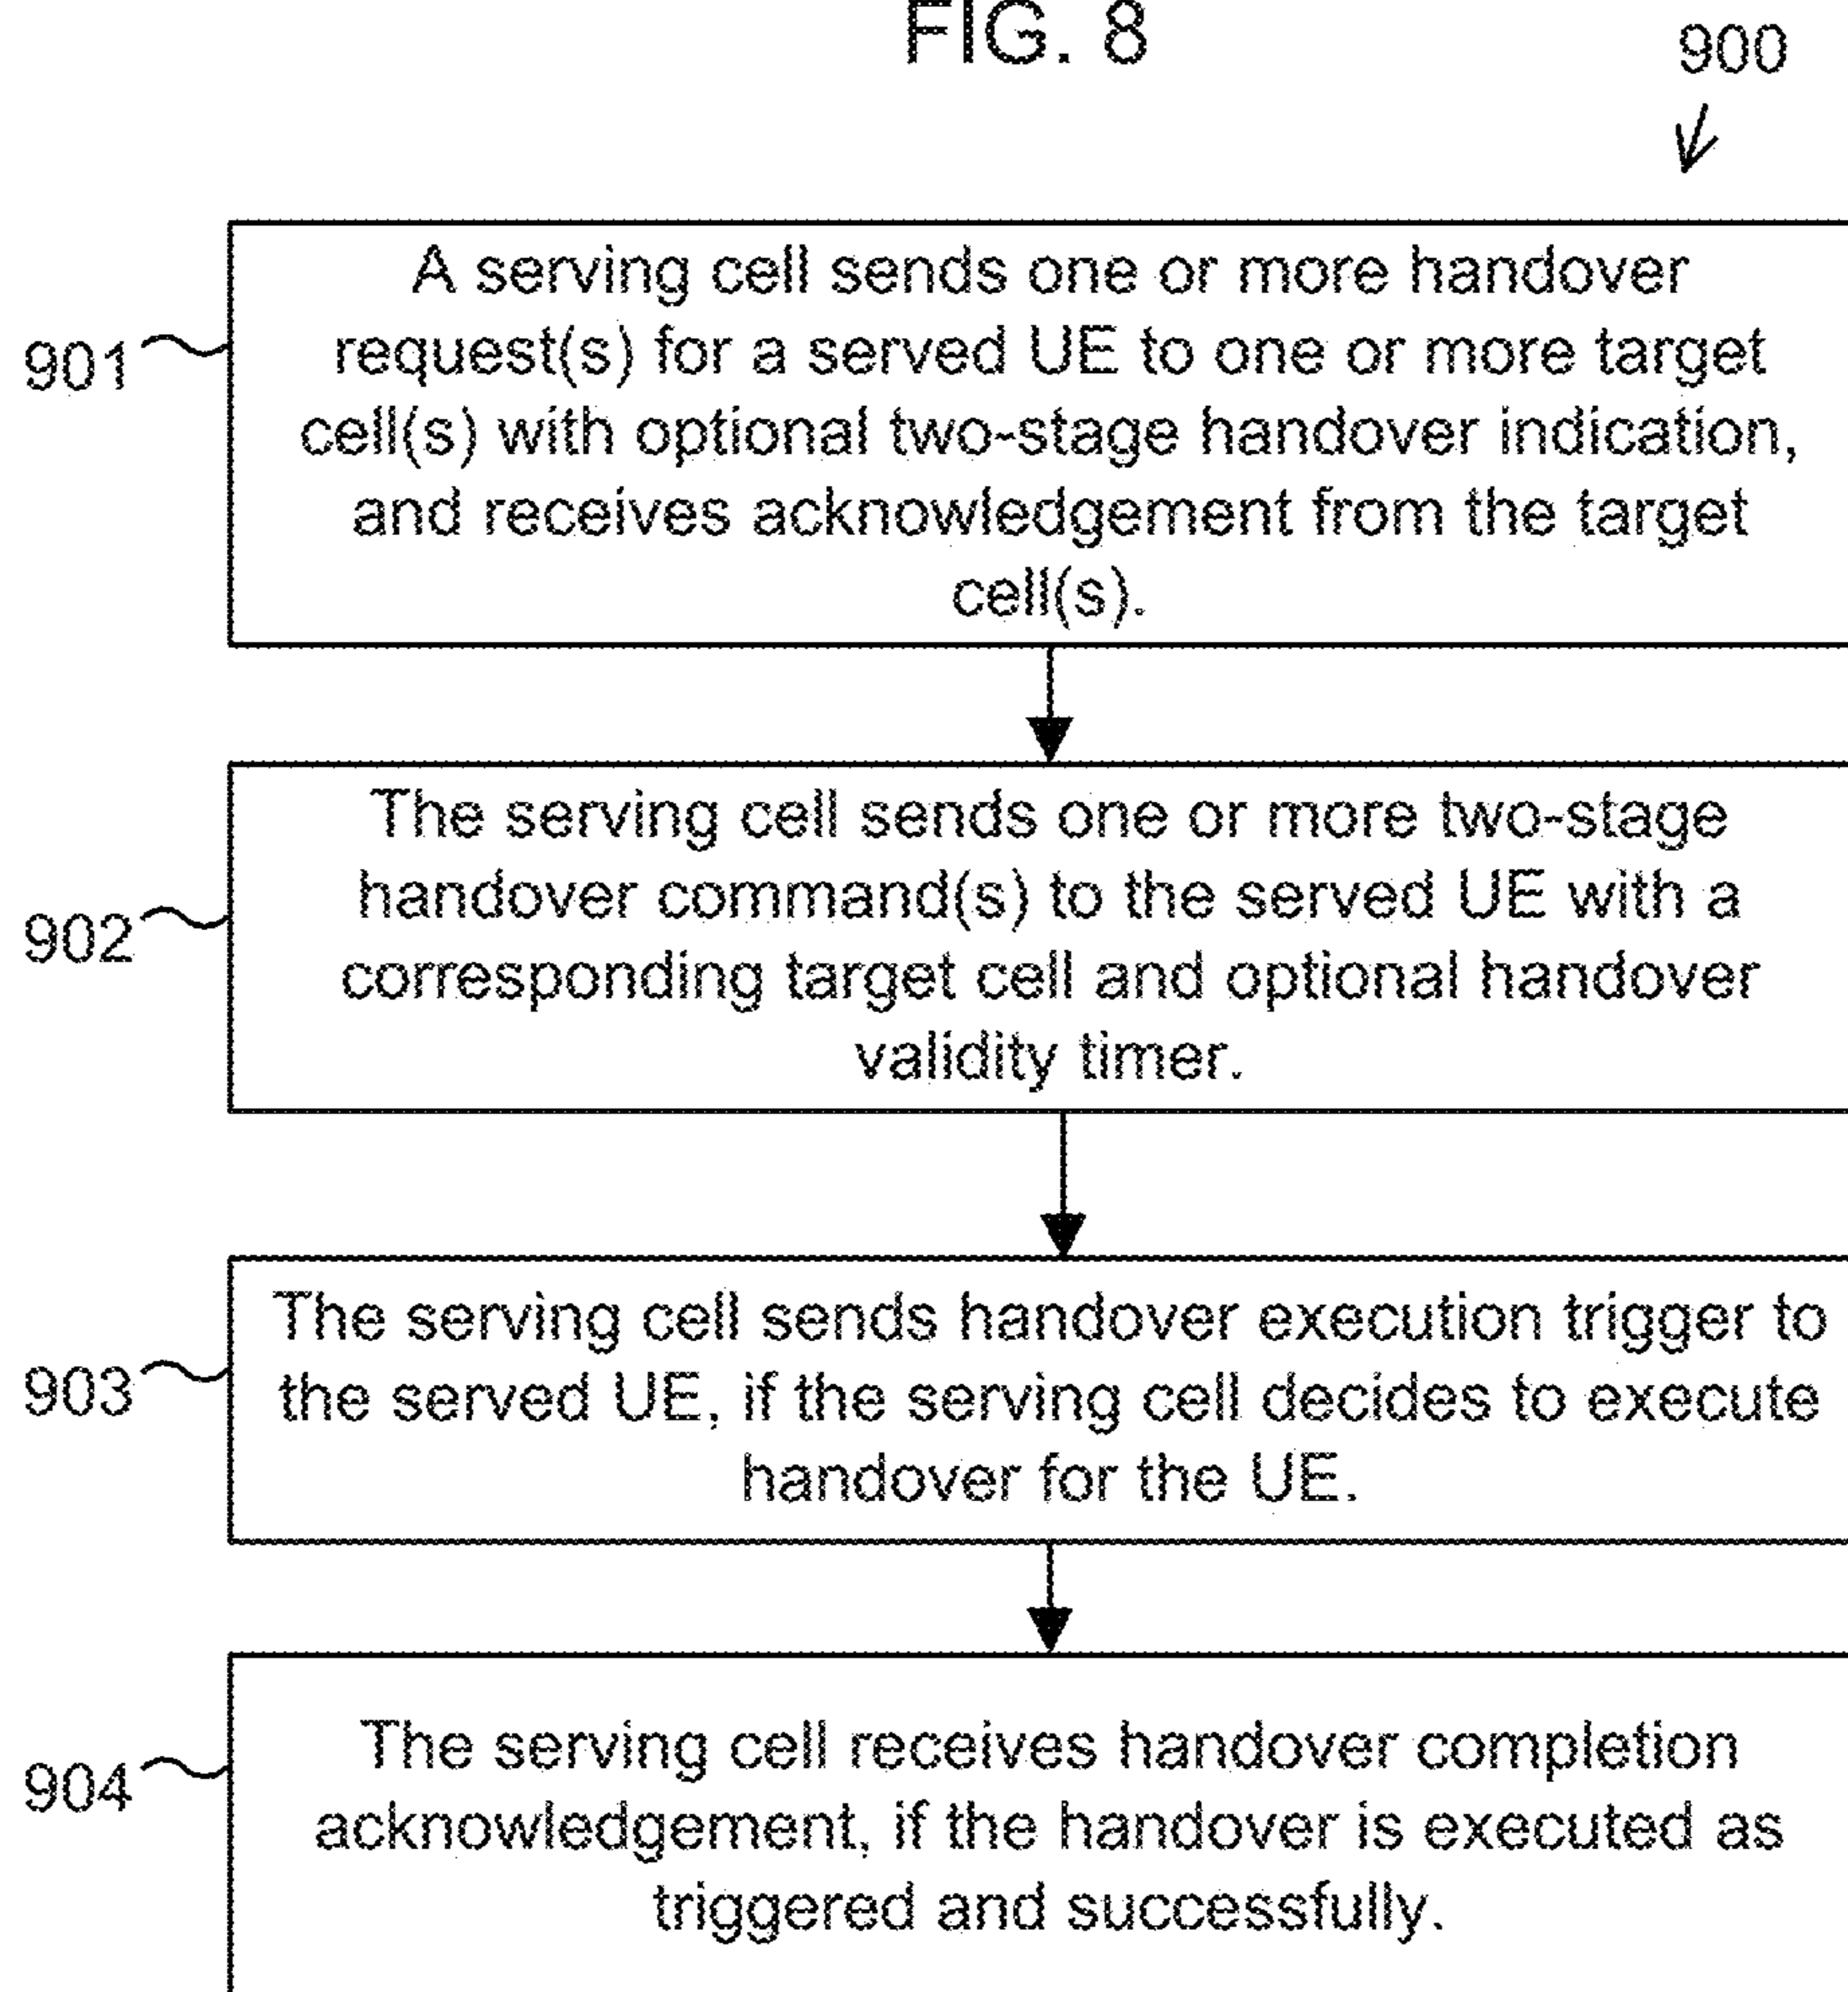 FIG. 8
900
901
A serving cell sends one or more handover
request(s) for a served UE to one or more target
cell(s) with optional two-stage handover indication,
and receives acknowledgement from the target
cell(s).
902
The serving cell sends one or more two-stage
handover command(s) to the served UE with a
corresponding target cell and optional handover
validity timer.
903
The serving cell sends handover execution trigger to
the served UE, if the serving cell decides to execute
handover for the UE.
904
The serving cell receives handover completion
acknowledgement, if the handover is executed as
triggered and successfully.